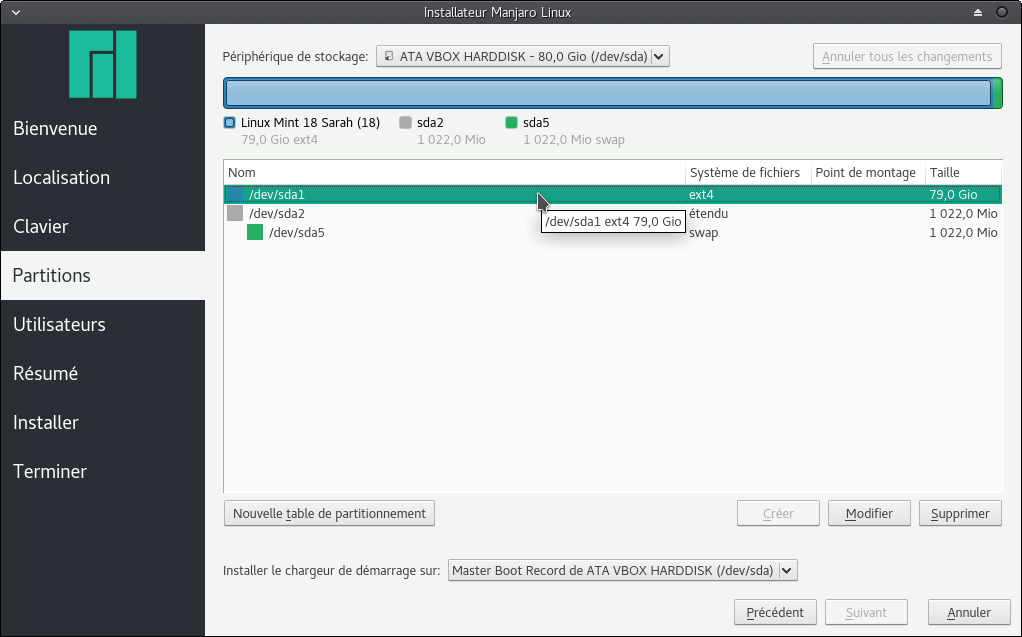 Installateur Manjaro Linux
Bienvenue
Localisation
Clavier
Partitions
Utilisateurs
Résumé
Installer
Terminer
Périphérique de stockage: ATA VBOX HARDDISK - 80,0 Gio (/dev/sda) Annuler tous les changements
Linux Mint 18 Sarah (18) sda2 sda5
79,0 Gio ext4 1 022,0 Mio 1 022,0 Mio swap
Nom Système de fichiers Point de montage Taille
/dev/sda1 ext4 79,0 Gio
/dev/sda2 étendu 1 022,0 Mio
/dev/sda1 ext4 79,0 Gio
/dev/sda5 swap 1 022,0 Mio
Nouvelle table de partitionnement Créer Modifier Supprimer
Installer le chargeur de démarrage sur: Master Boot Record de ATA VBOX HARDDISK (/dev/sda)
Précédent Suivant Annuler